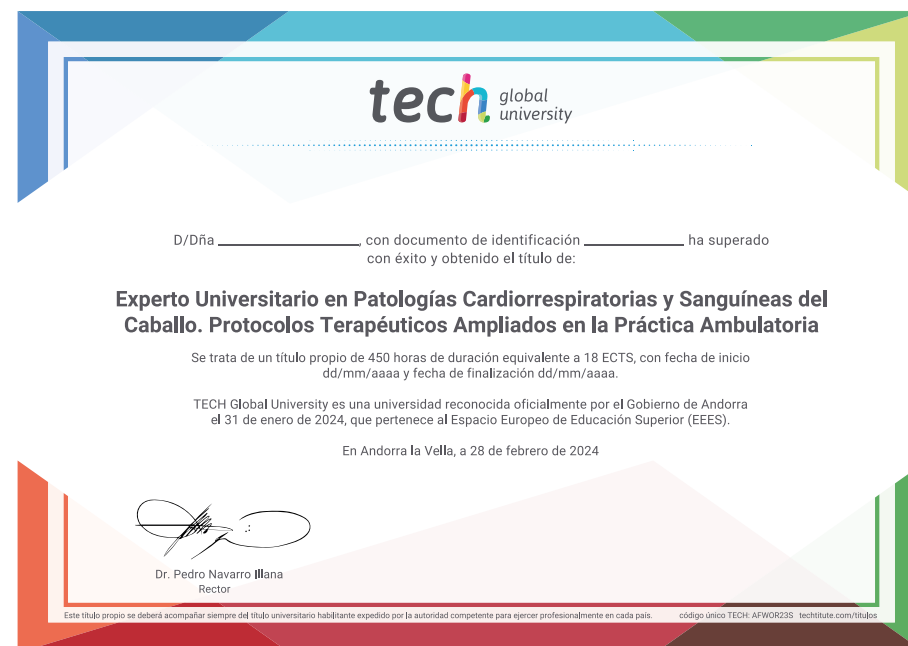 tech global university
D/Dña ____________________, con documento de identificación ______________ ha superado
con éxito y obtenido el título de:
Experto Universitario en Patologías Cardiorrespiratorias y Sanguíneas del
Caballo. Protocolos Terapéuticos Ampliados en la Práctica Ambulatoria
Se trata de un título propio de 450 horas de duración equivalente a 18 ECTS, con fecha de inicio
dd/mm/aaaa y fecha de finalización dd/mm/aaaa.
TECH Global University es una universidad reconocida oficialmente por el Gobierno de Andorra
el 31 de enero de 2024, que pertenece al Espacio Europeo de Educación Superior (EEES).
En Andorra la Vella, a 28 de febrero de 2024
Dr. Pedro Navarro Illana
Rector
Este título propio se deberá acompañar siempre del título universitario habilitante expedido por la autoridad competente para ejercer profesionalmente en cada país. código único TECH: AFWOR23S techtitute.com/titulos